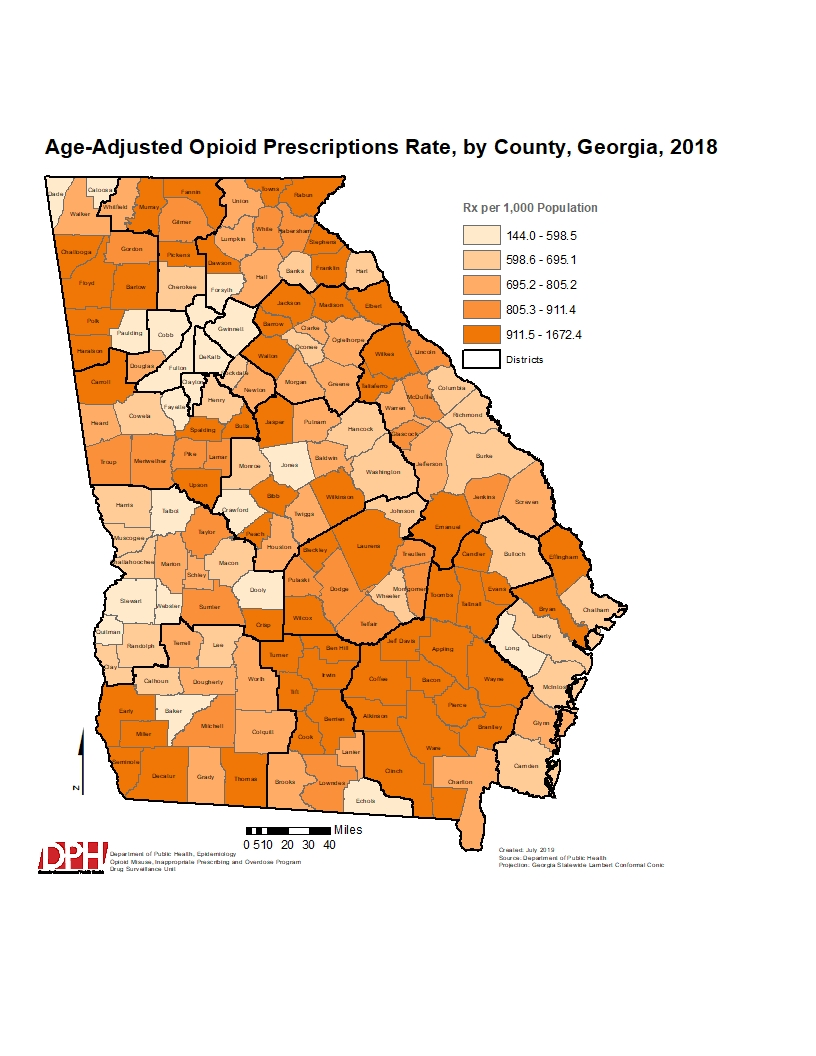 Age-Adjusted Opioid Prescriptions Rate, by County, Georgia, 2018
Rx per 1,000 Population
144.0 - 598.5
598.6 - 695.1
695.2 - 805.2
805.3 - 911.4
911.5 - 1672.4
Districts
Dade
Catoosa
Whitfield
Murray
Fannin
Union
Towns
Rabun
Walker
Gilmer
Lumpkin
White
Habersham
Stephens
Chattooga
Gordon
Pickens
Dawson
Hall
Banks
Franklin
Hart
Floyd
Bartow
Cherokee
Forsyth
Jackson
Madison
Elbert
Polk
Paulding
Cobb
Gwinnett
Barrow
Clarke
Oconee
Oglethorpe
Haralson
Douglas
Fulton
DeKalb
Walton
Wilkes
Lincoln
Carroll
Clayton
Rockdale
Newton
Morgan
Greene
Taliaferro
McDuffie
Columbia
Heard
Coweta
Fayette
Henry
Butts
Jasper
Putnam
Hancock
Warren
Richmond
Spalding
Glascock
Troup
Meriwether
Pike
Lamar
Monroe
Jones
Baldwin
Washington
Jefferson
Burke
Upson
Harris
Talbot
Crawford
Bibb
Wilkinson
Johnson
Jenkins
Screven
Muscogee
Taylor
Peach
Twiggs
Houston
Laurens
Emanuel
Chattahoochee
Marion
Schley
Macon
Bleckley
Treutlen
Candler
Bulloch
Effingham
Stewart
Webster
Sumter
Dooly
Pulaski
Dodge
Wheeler
Montgomery
Toombs
Tattnall
Evans
Bryan
Chatham
Quitman
Randolph
Terrell
Lee
Crisp
Wilcox
Telfair
Jeff Davis
Appling
Long
Liberty
Clay
Calhoun
Dougherty
Worth
Turner
Ben Hill
Irwin
Tift
Coffee
Bacon
Wayne
McIntosh
Early
Baker
Mitchell
Colquitt
Berrien
Cook
Atkinson
Pierce
Brantley
Glynn
Miller
Ware
Seminole
Decatur
Grady
Thomas
Brooks
Lowndes
Lanier
Clinch
Echols
Charlton
Camden
N
Miles
0 5 10 20 30 40
DPH
Department of Public Health, Epidemiology
Opioid Misuse, Inappropriate Prescribing and Overdose Program
Drug Surveillance Unit
Created: July 2019
Source: Department of Public Health
Projection: Georgia Statewide Lambert Conformal Conic